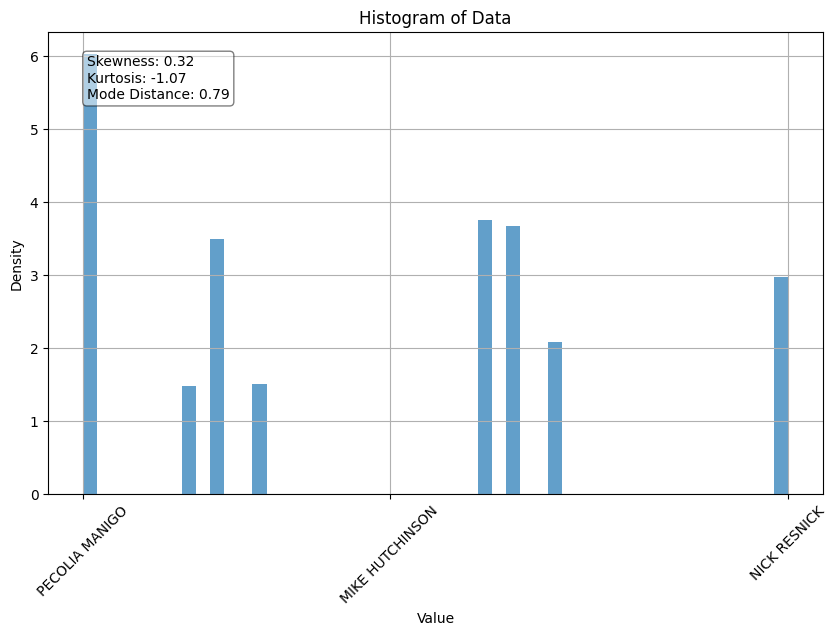 Histogram of Data
Skewness: 0.32
Kurtosis: -1.07
Mode Distance: 0.79
6
5
4
3
2
1
0
Density
PECOLIA MANIGO
MIKE HUTCHINSON
NICK RESNICK
Value